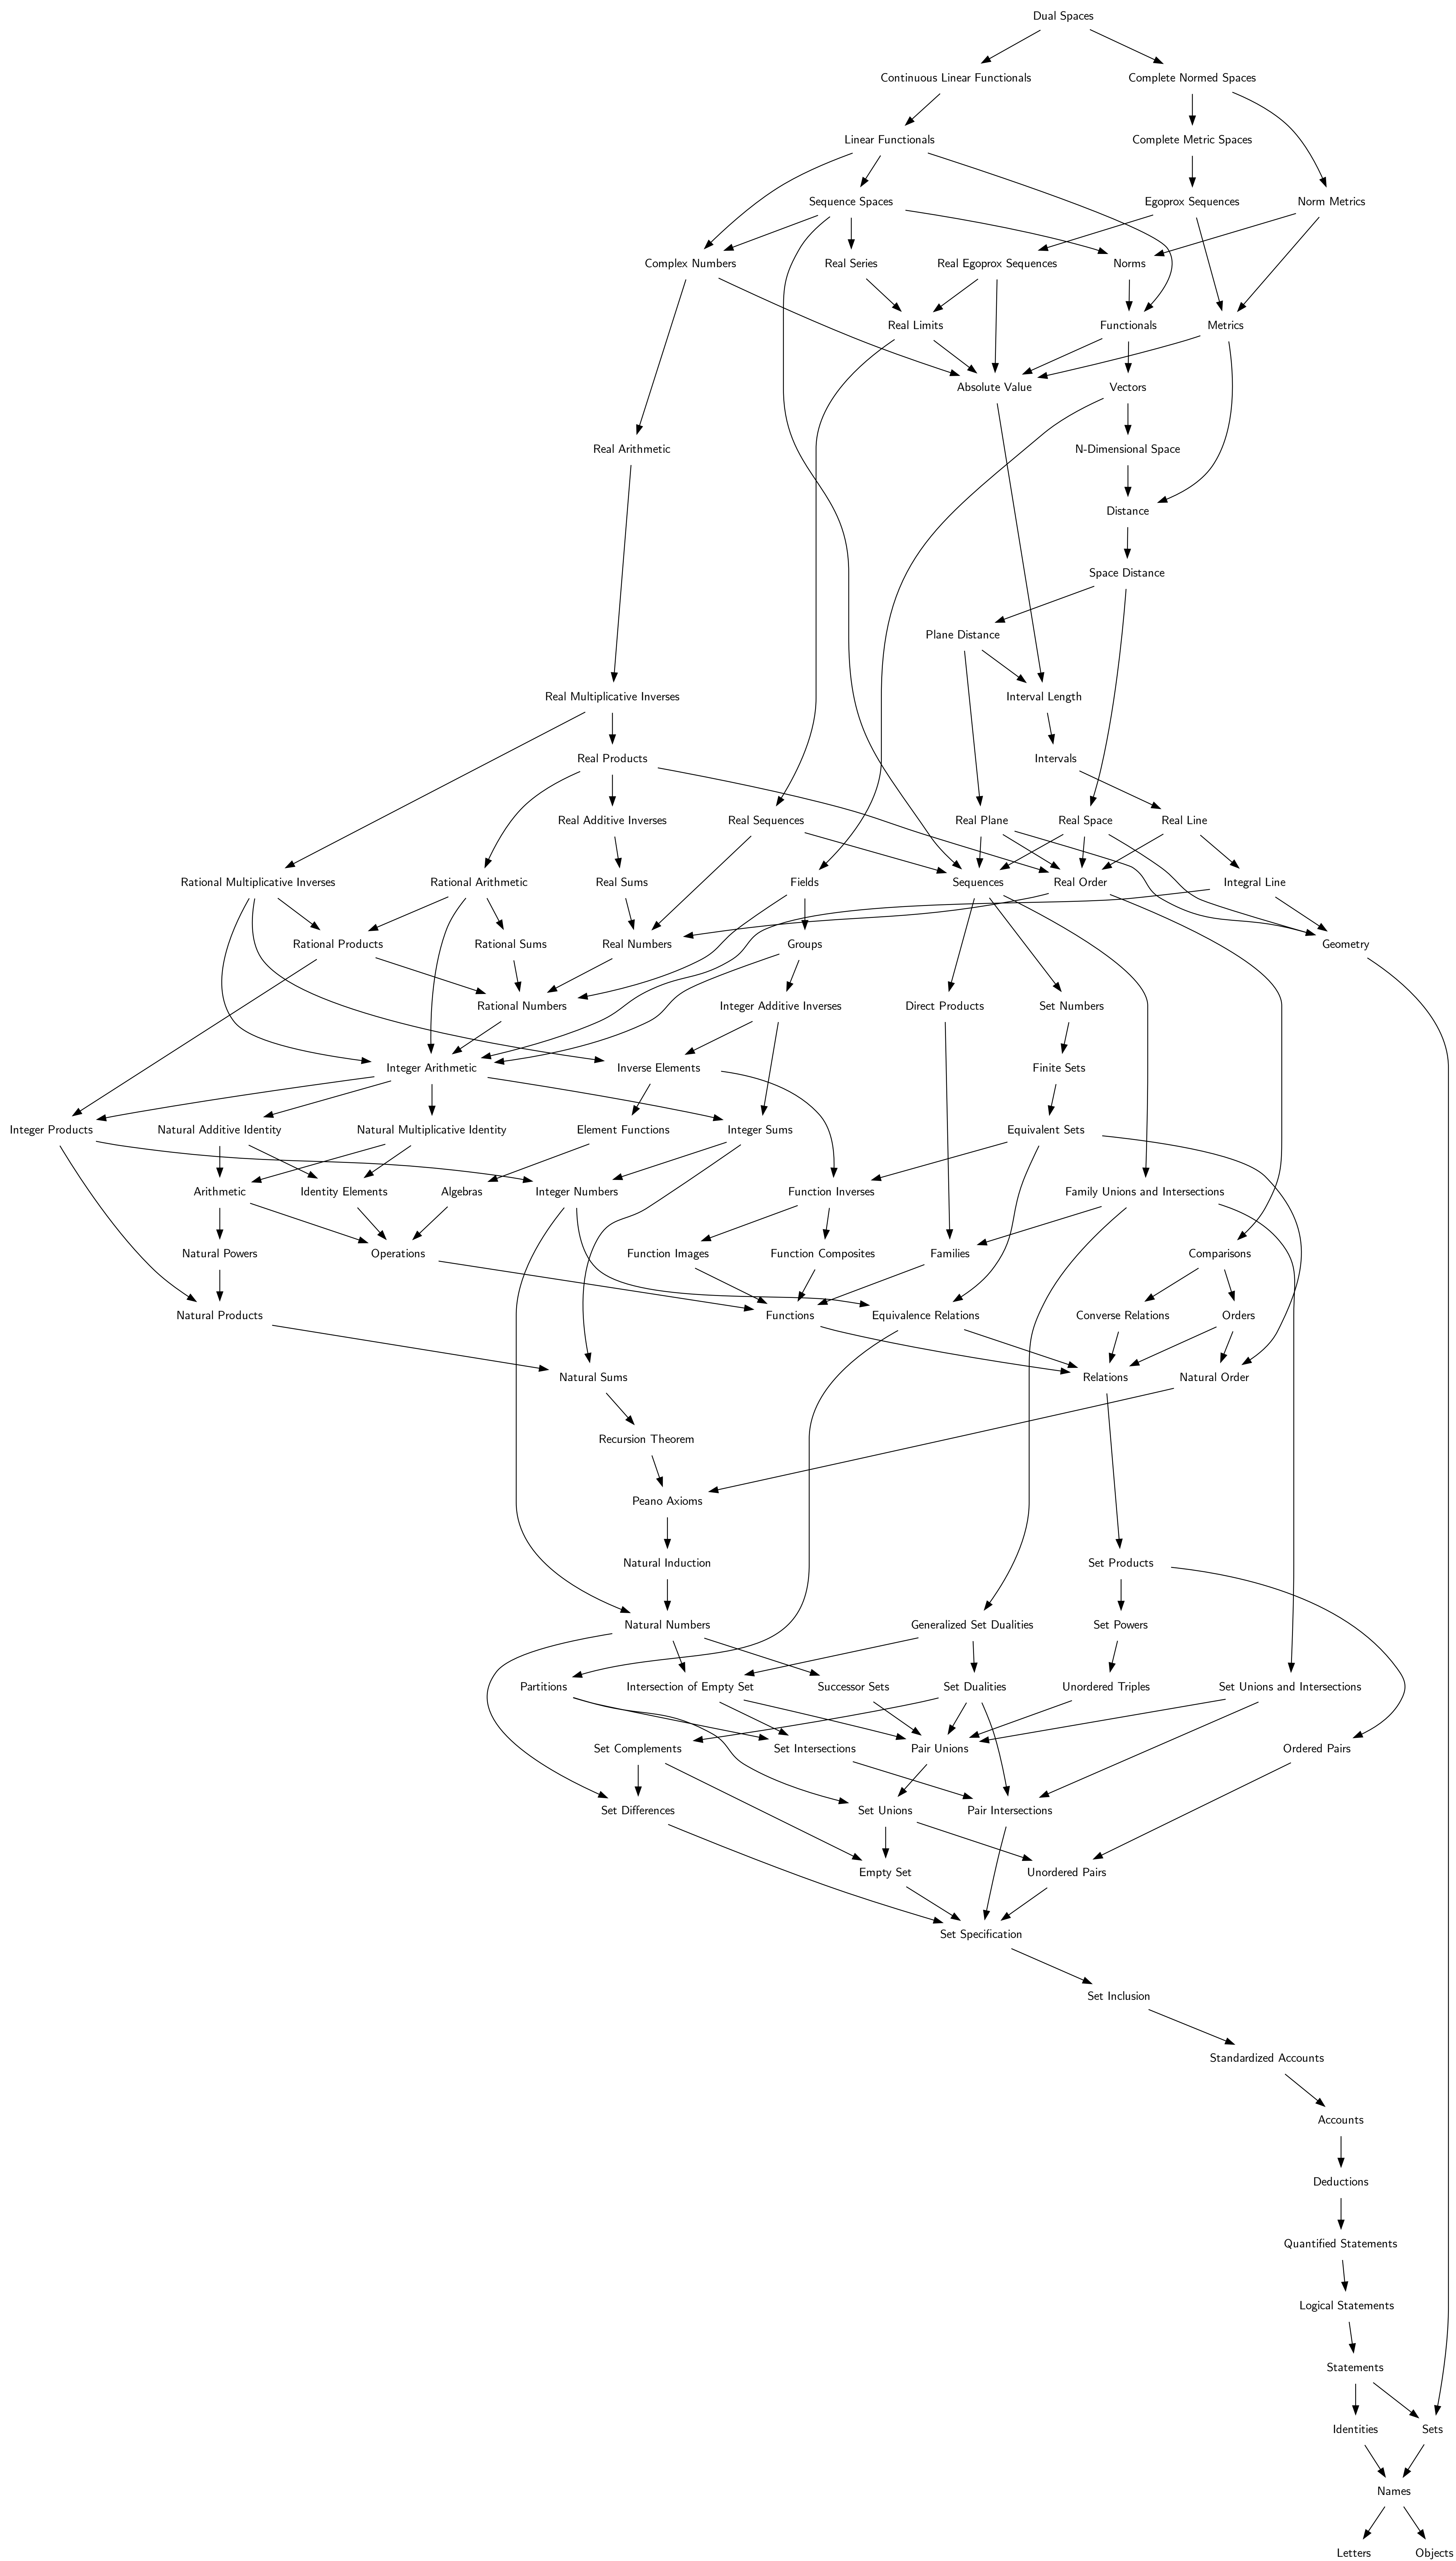 Dual Spaces
Continuous Linear Functionals
Complete Normed Spaces
Linear Functionals
Complete Metric Spaces
Sequence Spaces
Egoprox Sequences
Norm Metrics
Complex Numbers
Real Series
Real Egoprox Sequences
Norms
Real Limits
Functionals
Metrics
Absolute Value
Vectors
Real Arithmetic
N-Dimensional Space
Distance
Space Distance
Plane Distance
Real Multiplicative Inverses
Interval Length
Real Products
Intervals
Real Additive Inverses
Real Sequences
Real Plane
Real Space
Real Line
Rational Multiplicative Inverses
Rational Arithmetic
Real Sums
Fields
Sequences
Real Order
Integral Line
Rational Products
Rational Sums
Real Numbers
Groups
Geometry
Rational Numbers
Integer Additive Inverses
Direct Products
Set Numbers
Integer Arithmetic
Inverse Elements
Finite Sets
Integer Products
Natural Additive Identity
Natural Multiplicative Identity
Element Functions
Integer Sums
Equivalent Sets
Arithmetic
Identity Elements
Algebras
Integer Numbers
Function Inverses
Family Unions and Intersections
Natural Powers
Operations
Function Images
Function Composites
Families
Comparisons
Natural Products
Functions
Equivalence Relations
Converse Relations
Orders
Natural Sums
Relations
Natural Order
Recursion Theorem
Peano Axioms
Natural Induction
Set Products
Natural Numbers
Generalized Set Dualities
Set Powers
Partitions
Intersection of Empty Set
Successor Sets
Set Dualities
Unordered Triples
Set Unions and Intersections
Set Complements
Set Intersections
Pair Unions
Ordered Pairs
Set Differences
Set Unions
Pair Intersections
Empty Set
Unordered Pairs
Set Specification
Set Inclusion
Standardized Accounts
Accounts
Deductions
Quantified Statements
Logical Statements
Statements
Identities
Sets
Names
Letters
Objects